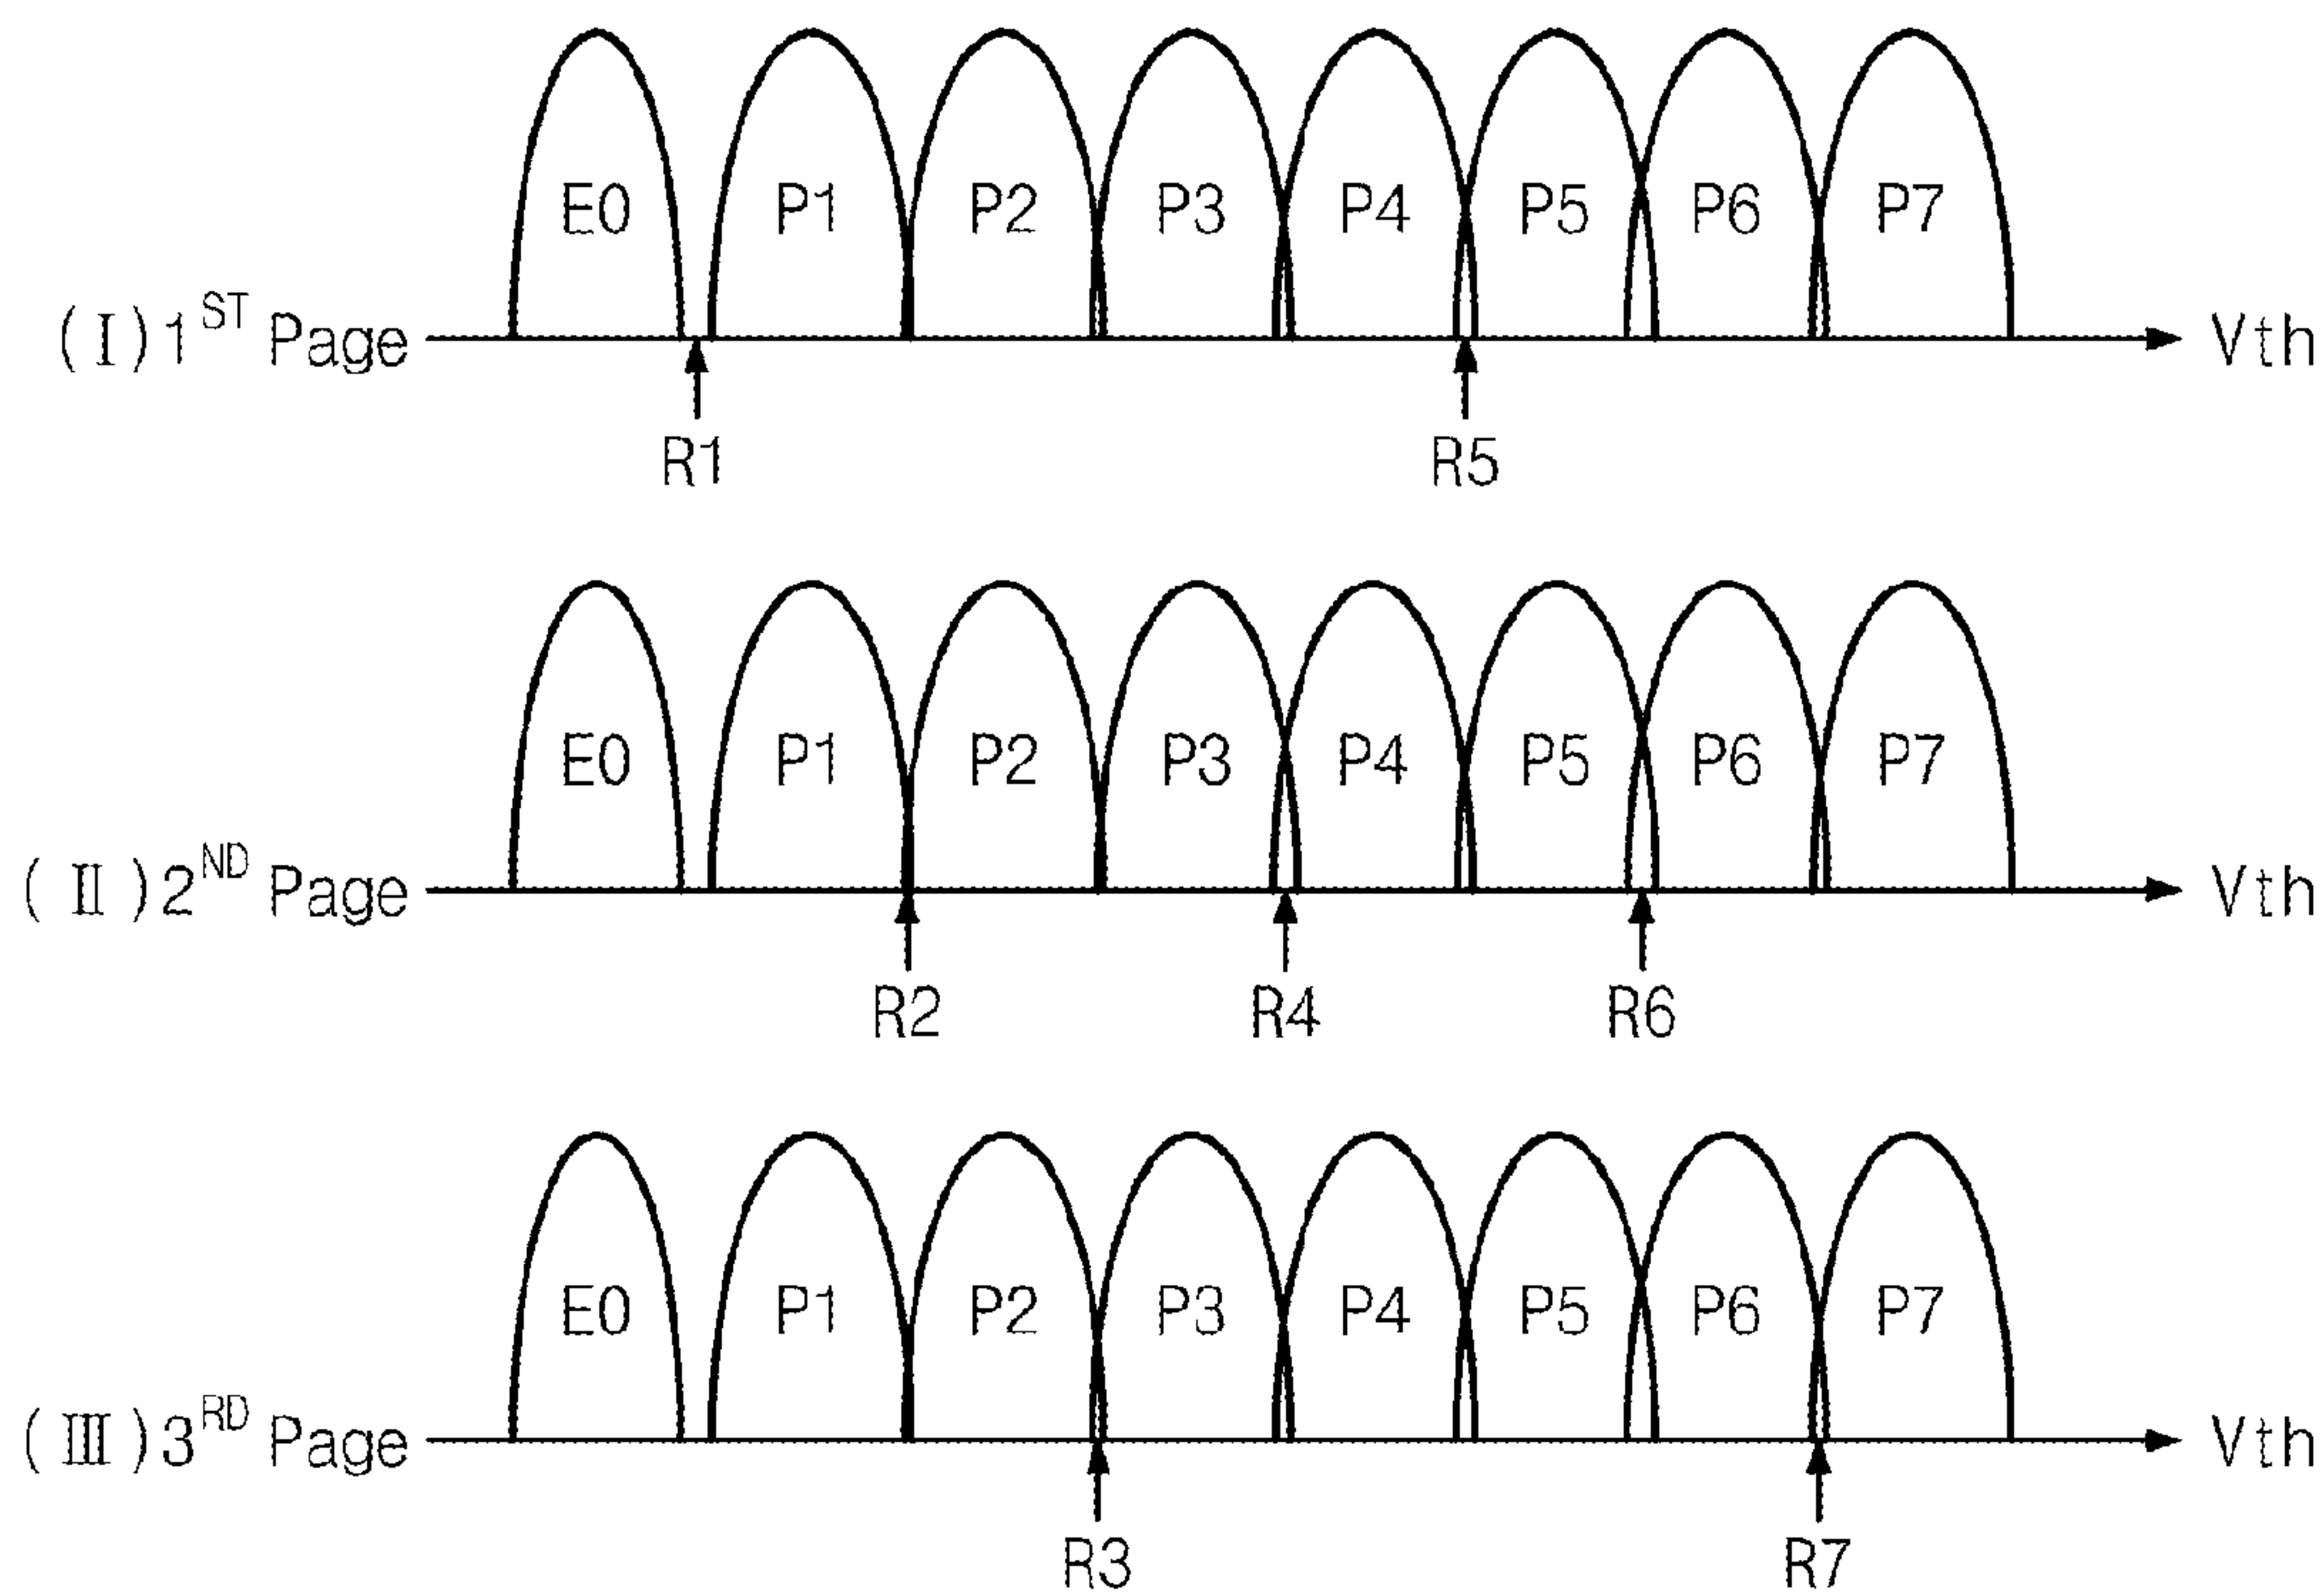 E0 P1 P2 P3 P4 P5 P6 P7
(Ⅰ)1ST Page Vth
R1 R5
E0 P1 P2 P3 P4 P5 P6 P7
(Ⅱ)2ND Page Vth
R2 R4 R6
E0 P1 P2 P3 P4 P5 P6 P7
(Ⅲ)3RD Page Vth
R3 R7